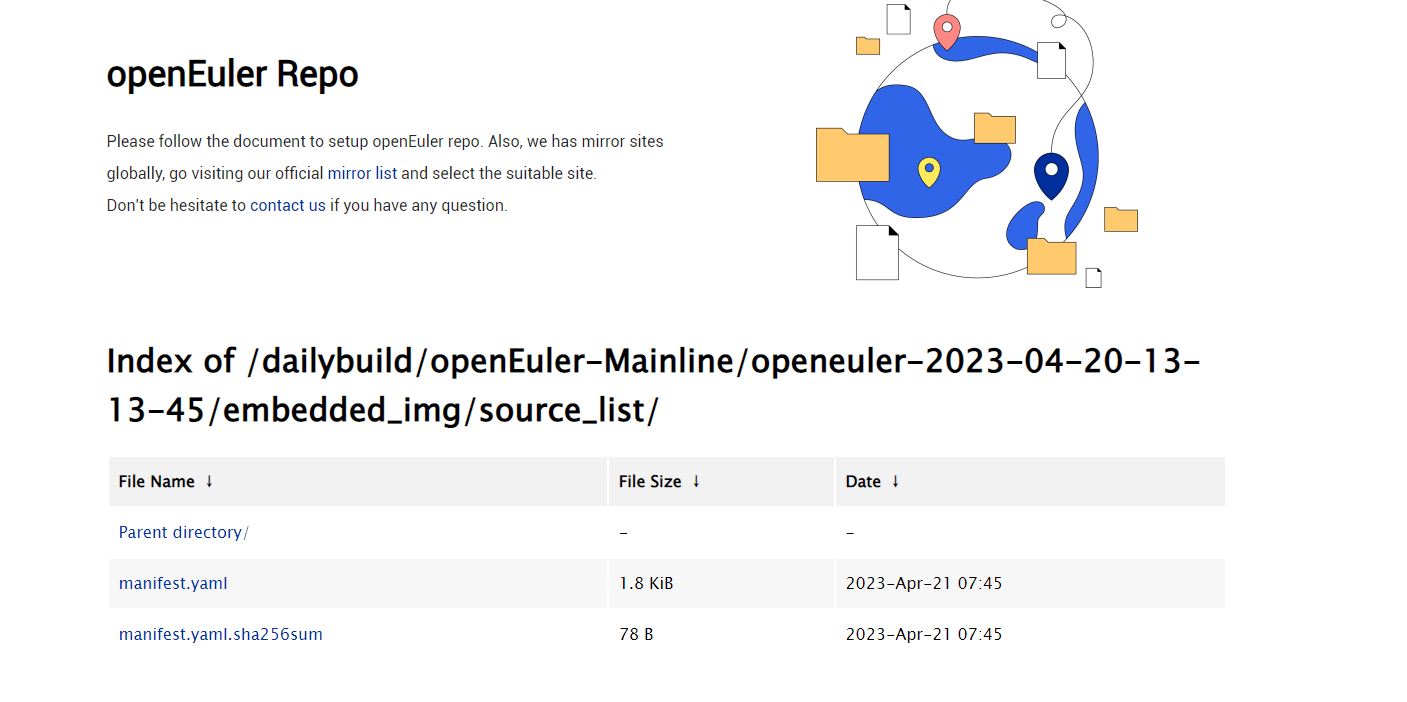 openEuler Repo
Please follow the document to setup openEuler repo. Also, we has mirror sites
globally, go visiting our official mirror list and select the suitable site.
Don't be hesitate to contact us if you have any question.
Index of /dailybuild/openEuler-Mainline/openeuler-2023-04-20-13-
13-45/embedded_img/source_list/
File Name ↓ File Size ↓ Date ↓
Parent directory/ - -
manifest.yaml 1.8 KiB 2023-Apr-21 07:45
manifest.yaml.sha256sum 78 B 2023-Apr-21 07:45